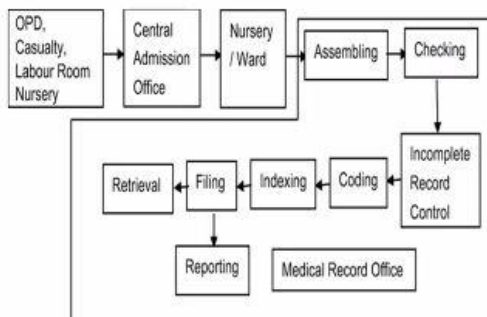 OPD,
Casualty,
Labour Room
Nursery
Central
Admission
Office
Nursery
/ Ward
Assembling
Checking
Incomplete
Record
Control
Coding
Indexing
Filing
Retrieval
Reporting
Medical Record Office